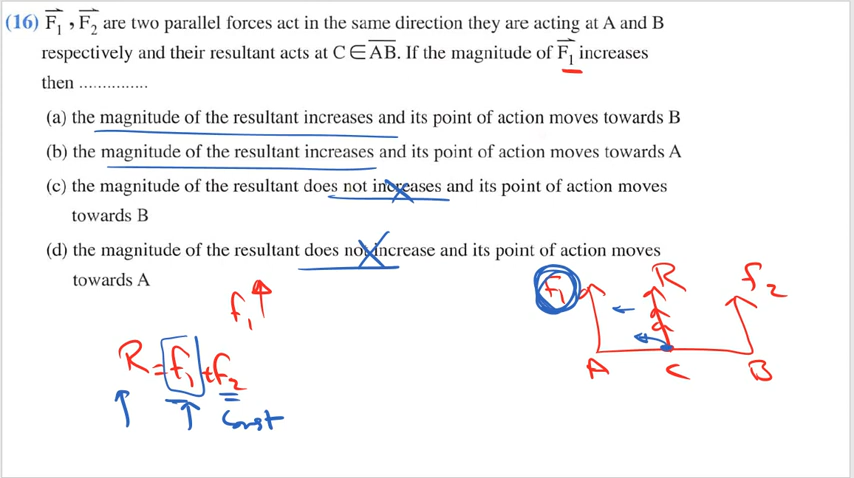 (16) F₁ , F₂ are two parallel forces act in the same direction they are acting at A and B
respectively and their resultant acts at C ∈ AB. If the magnitude of F₁ increases
then ...............
(a) the magnitude of the resultant increases and its point of action moves towards B
(b) the magnitude of the resultant increases and its point of action moves towards A
(c) the magnitude of the resultant does not increases and its point of action moves
towards B
(d) the magnitude of the resultant does not increase and its point of action moves
towards A
f₁ ↑
R = f₁ + f₂
const
F₁ R f₂
A C B